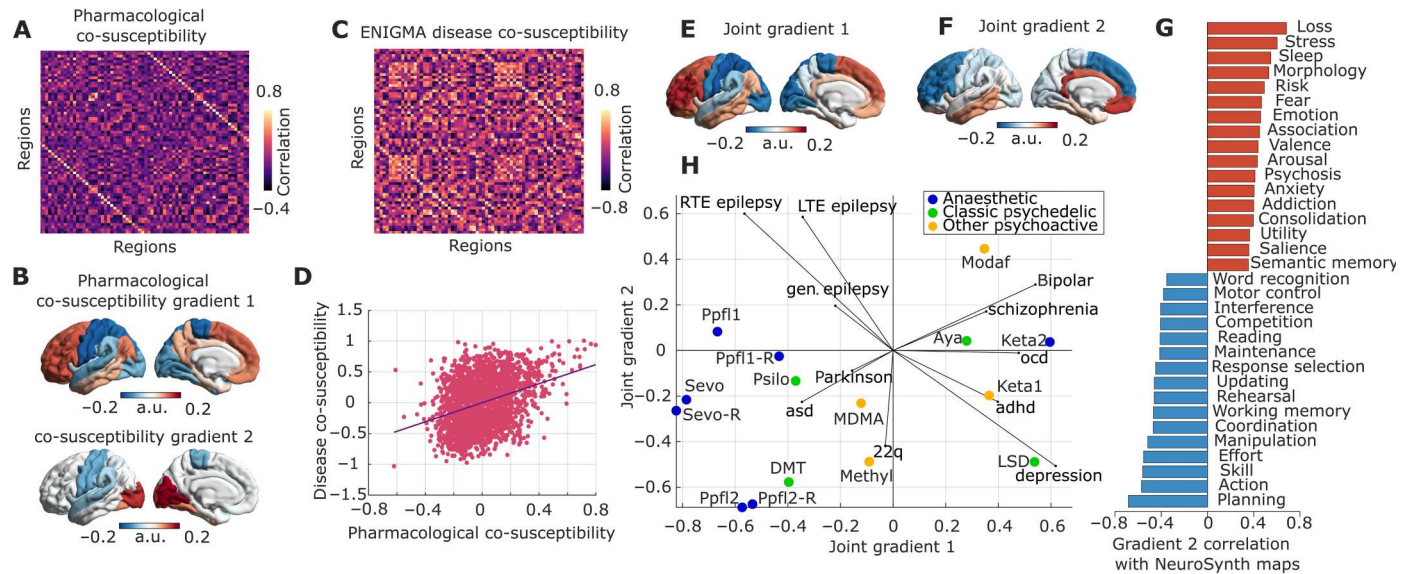 A
Pharmacological
co-susceptibility
Regions
0.8
Correlation
−0.4
Regions
B
Pharmacological
co-susceptibility gradient 1
−0.2
a.u.
0.2
co-susceptibility gradient 2
−0.2
a.u.
0.2
C
ENIGMA disease co-susceptibility
Regions
0.8
Correlation
−0.8
Regions
D
Disease co-susceptibility
1.5
1
0.5
0
−0.5
−1
−1.5
−0.8
−0.4
0
0.4
0.8
Pharmacological co-susceptibility
E
Joint gradient 1
−0.2
a.u.
0.2
F
Joint gradient 2
−0.2
a.u.
0.2
H
Anaesthetic
Classic psychedelic
Other psychoactive
Joint gradient 2
0.6
0.4
0.2
0
−0.2
−0.4
−0.6
RTE epilepsy
LTE epilepsy
gen. epilepsy
Modaf
Bipolar
schizophrenia
Ppfl1
Aya
Keta2
ocd
Ppfl1-R
Psilo
Parkinson
Keta1
adhd
Sevo
Sevo-R
asd
MDMA
22q
Methyl
DMT
LSD
depression
Ppfl2
Ppfl2-R
−0.8
−0.6
−0.4
−0.2
0
0.2
0.4
0.6
Joint gradient 1
G
Loss
Stress
Sleep
Morphology
Risk
Fear
Emotion
Association
Valence
Arousal
Psychosis
Anxiety
Addiction
Consolidation
Utility
Salience
Semantic memory
Word recognition
Motor control
Interference
Competition
Reading
Maintenance
Response selection
Updating
Rehearsal
Working memory
Coordination
Manipulation
Effort
Skill
Action
Planning
−0.8
−0.4
0
0.4
0.8
Gradient 2 correlation
with NeuroSynth maps